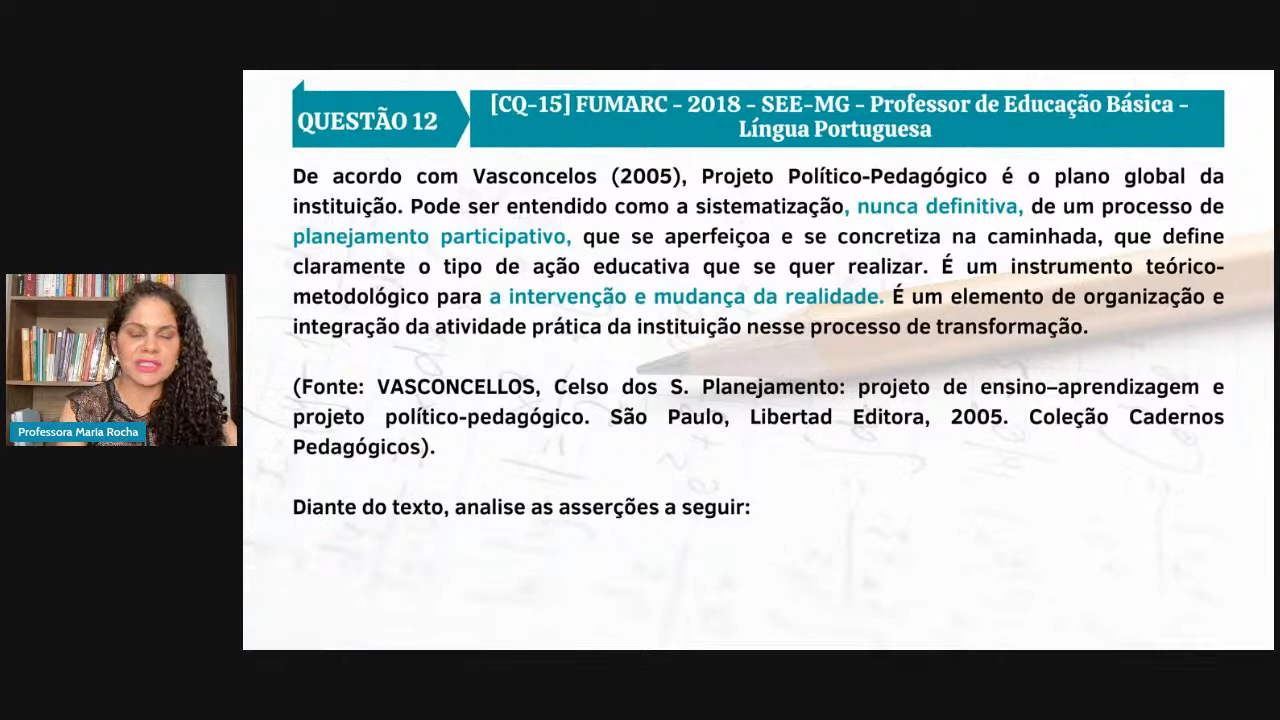 QUESTÃO 12
[CQ-15] FUMARC - 2018 - SEE-MG - Professor de Educação Básica -
Língua Portuguesa
De acordo com Vasconcelos (2005), Projeto Político-Pedagógico é o plano global da
instituição. Pode ser entendido como a sistematização, nunca definitiva, de um processo de
planejamento participativo, que se aperfeiçoa e se concretiza na caminhada, que define
claramente o tipo de ação educativa que se quer realizar. É um instrumento teórico-
metodológico para a intervenção e mudança da realidade. É um elemento de organização e
integração da atividade prática da instituição nesse processo de transformação.
(Fonte: VASCONCELLOS, Celso dos S. Planejamento: projeto de ensino–aprendizagem e
projeto político-pedagógico. São Paulo, Libertad Editora, 2005. Coleção Cadernos
Pedagógicos).
Diante do texto, analise as asserções a seguir:
Professora Maria Rocha